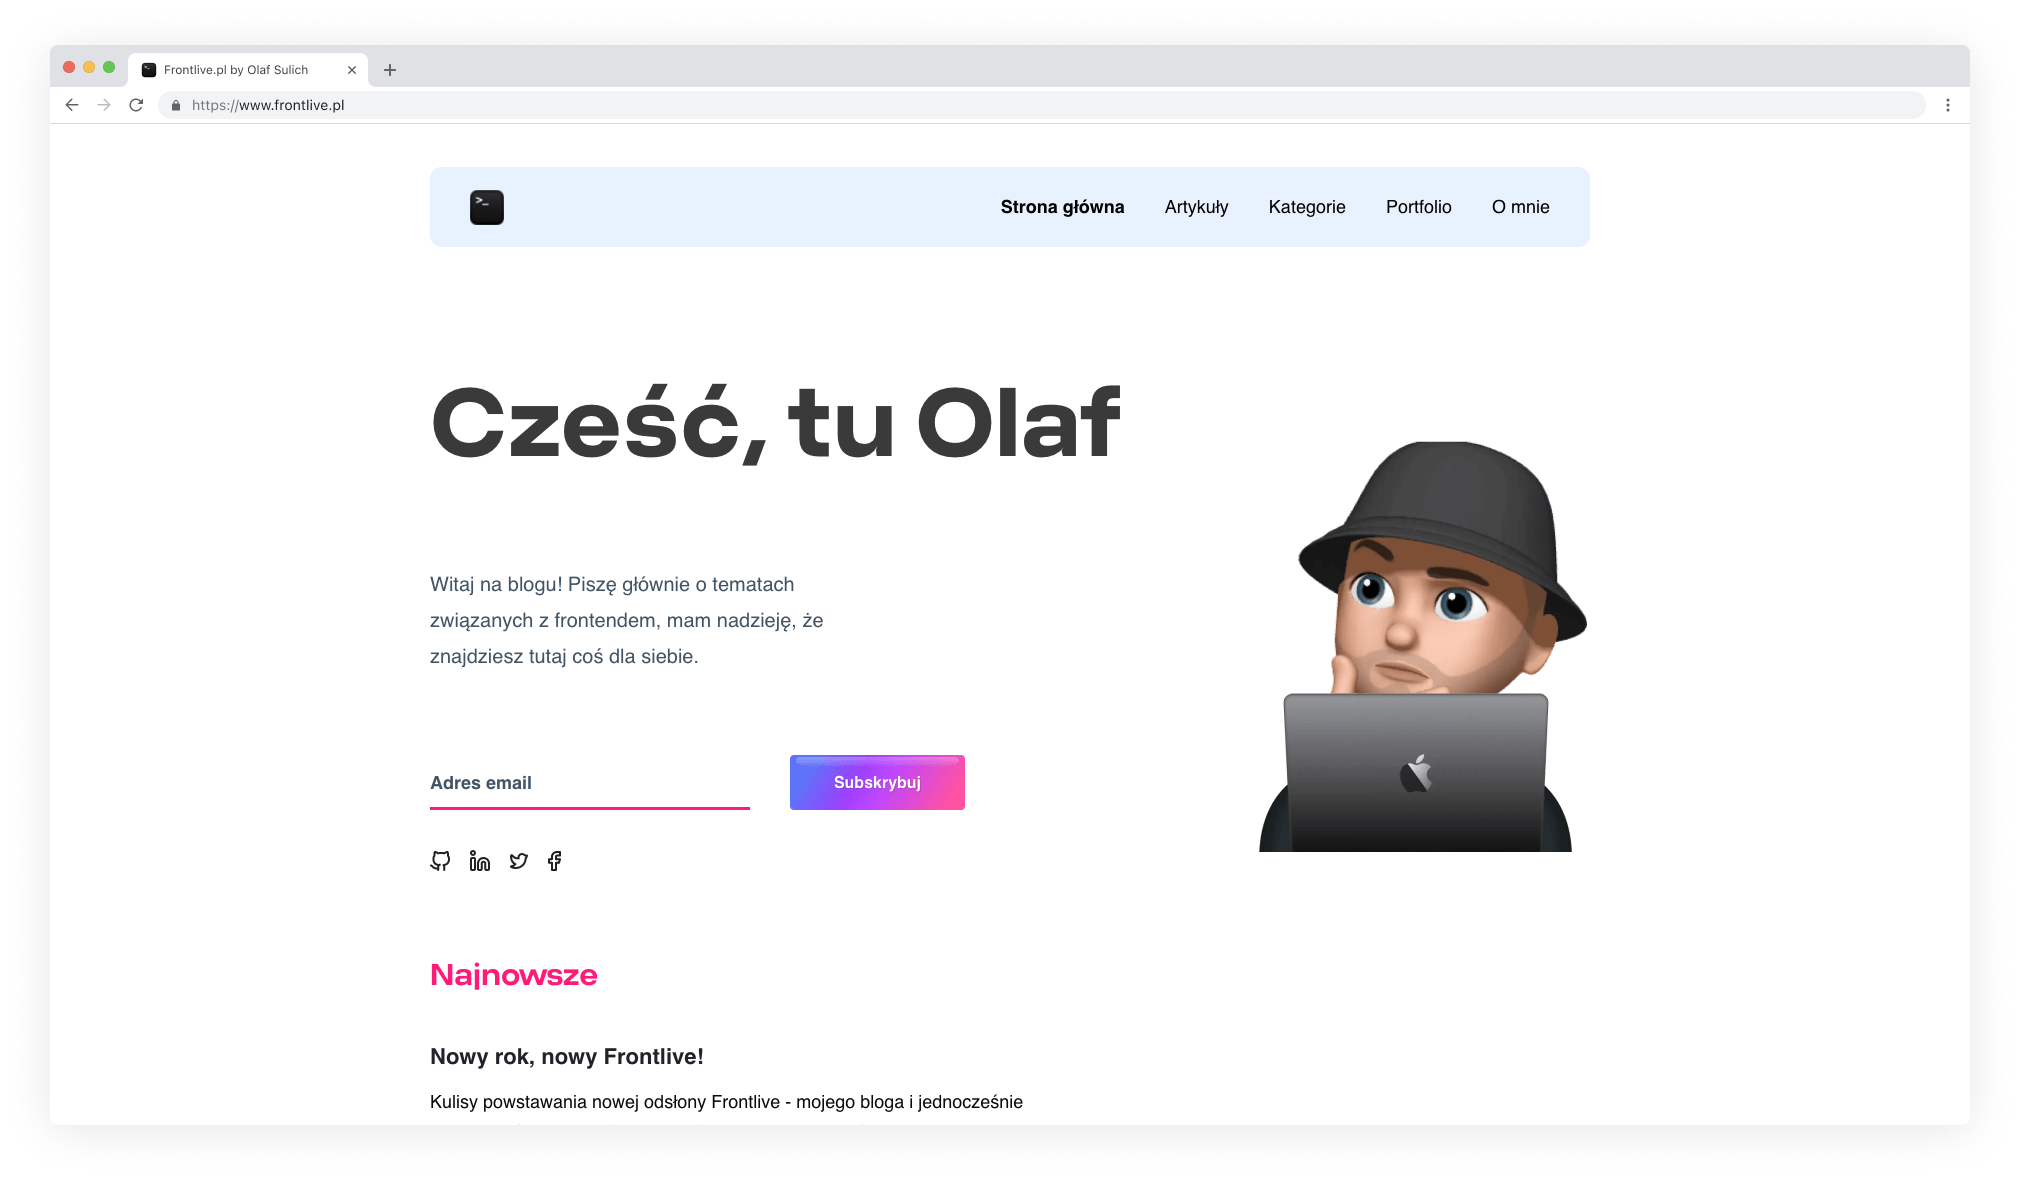 Frontlive.pl by Olaf Sulich
https://www.frontlive.pl
>_
Strona główna Artykuły Kategorie Portfolio O mnie
Cześć, tu Olaf
Witaj na blogu! Piszę głównie o tematach
związanych z frontendem, mam nadzieję, że
znajdziesz tutaj coś dla siebie.
Adres email Subskrybuj
Najnowsze
Nowy rok, nowy Frontlive!
Kulisy powstawania nowej odsłony Frontlive - mojego bloga i jednocześnie